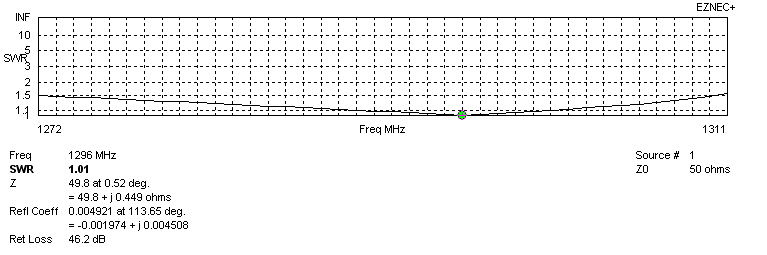 EZNEC+
INF
10
5
SWR
3
2
1.5
1.1
1272 Freq MHz 1311
Freq 1296 MHz Source # 1
SWR 1.01 Z0 50 ohms
Z 49.8 at 0.52 deg.
= 49.8 + j 0.449 ohms
Refl Coeff 0.004921 at 113.65 deg.
= -0.001974 + j 0.004508
Ret Loss 46.2 dB